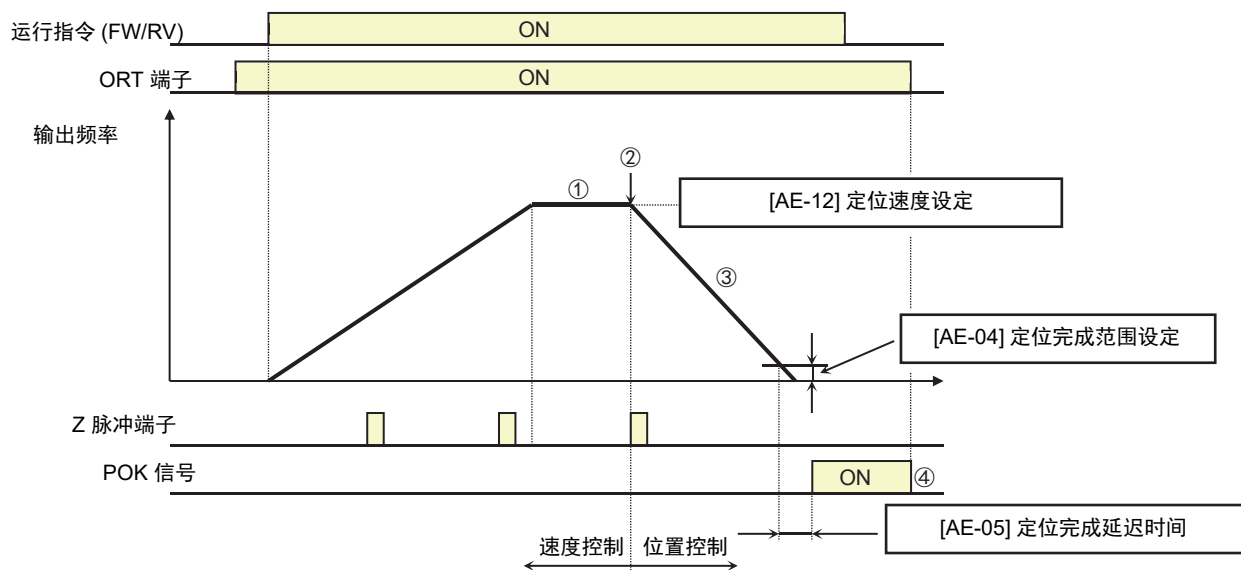 运行指令 (FW/RV)
ON
ORT 端子
ON
输出频率
①
②
[AE-12] 定位速度设定
③
[AE-04] 定位完成范围设定
Z 脉冲端子
POK 信号
ON
④
[AE-05] 定位完成延迟时间
速度控制
位置控制